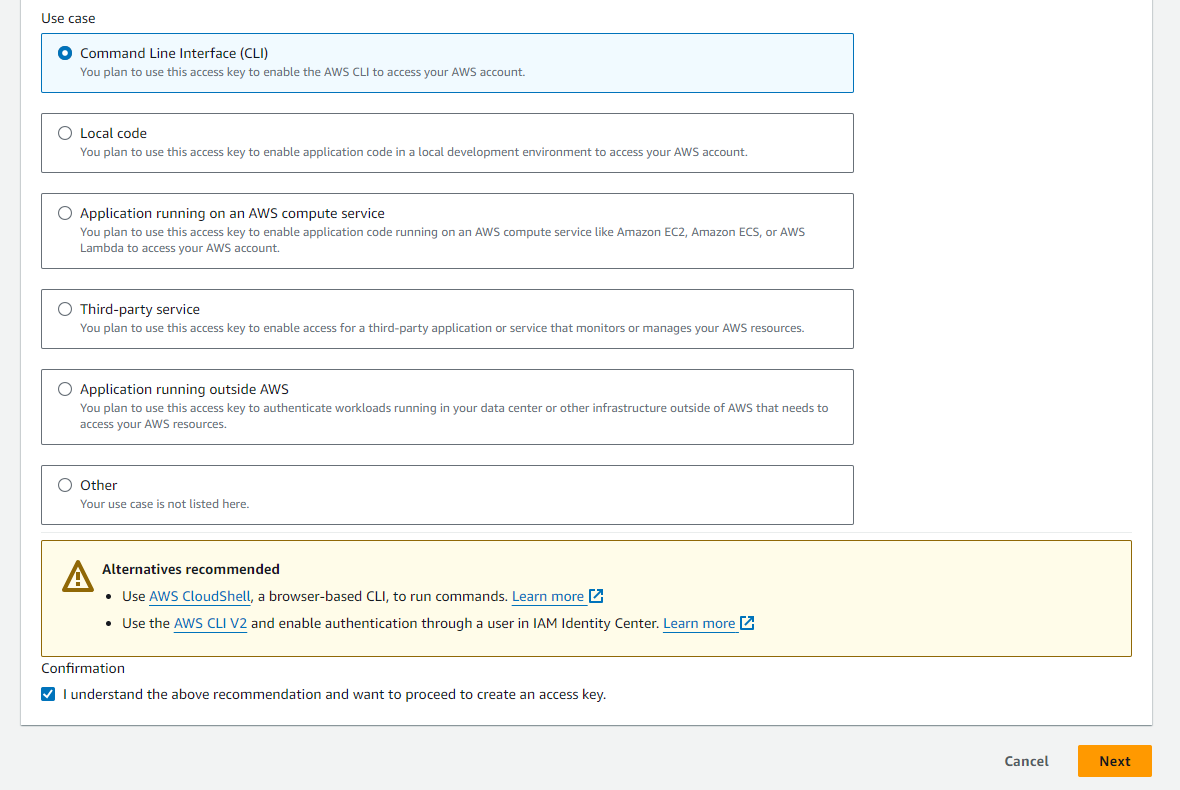 Use case
Command Line Interface (CLI)
You plan to use this access key to enable the AWS CLI to access your AWS account.
Local code
You plan to use this access key to enable application code in a local development environment to access your AWS account.
Application running on an AWS compute service
You plan to use this access key to enable application code running on an AWS compute service like Amazon EC2, Amazon ECS, or AWS
Lambda to access your AWS account.
Third-party service
You plan to use this access key to enable access for a third-party application or service that monitors or manages your AWS resources.
Application running outside AWS
You plan to use this access key to authenticate workloads running in your data center or other infrastructure outside of AWS that needs to
access your AWS resources.
Other
Your use case is not listed here.
Alternatives recommended
• Use AWS CloudShell, a browser-based CLI, to run commands. Learn more
• Use the AWS CLI V2 and enable authentication through a user in IAM Identity Center. Learn more
Confirmation
I understand the above recommendation and want to proceed to create an access key.
Cancel Next